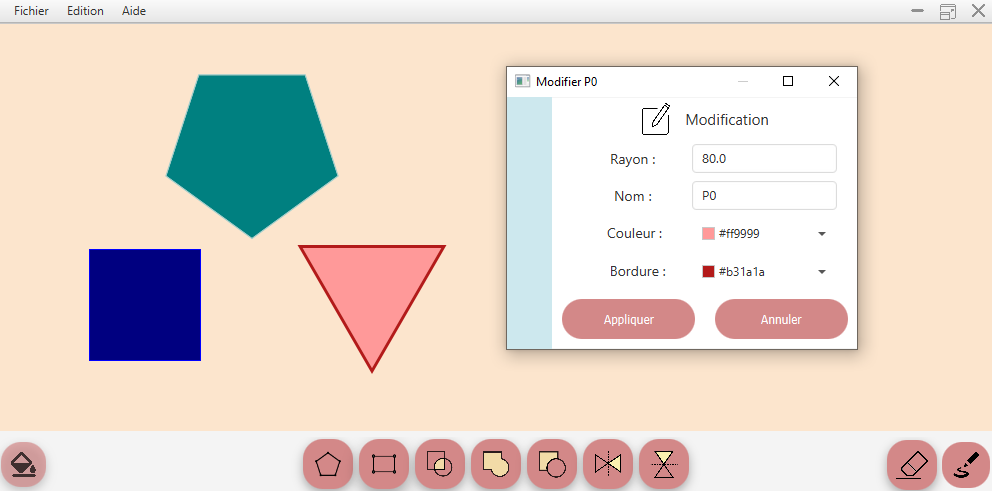 Fichier Edition Aide
Modifier P0
Modification
Rayon : 80.0
Nom : P0
Couleur : #ff9999
Bordure : #b31a1a
Appliquer Annuler